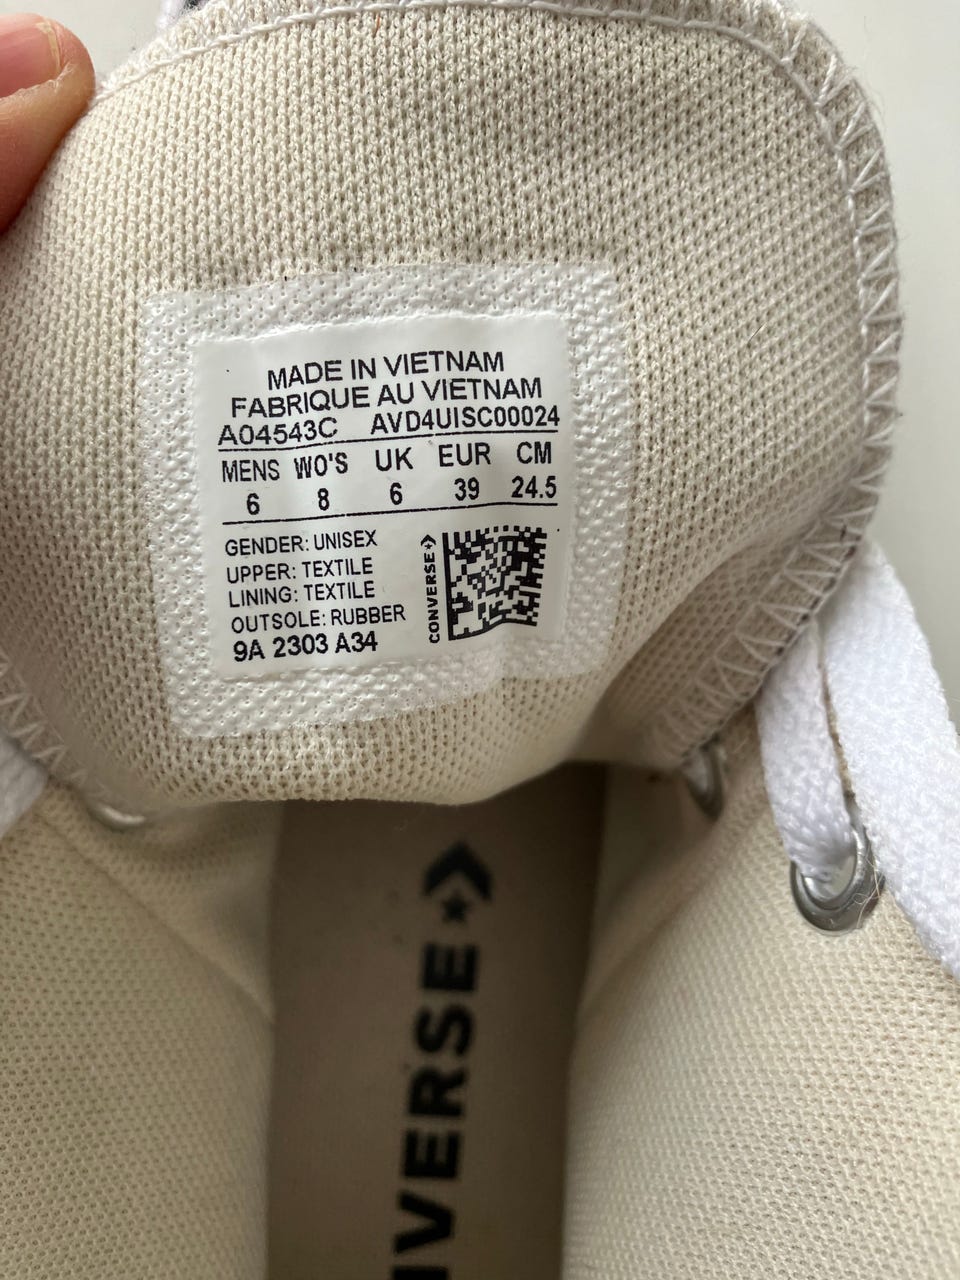 MADE IN VIETNAM
FABRIQUE AU VIETNAM
A04543C AVD4UISC00024
MENS WO'S UK EUR CM
6 8 6 39 24.5
GENDER: UNISEX
UPPER: TEXTILE
LINING: TEXTILE
OUTSOLE: RUBBER
9A 2303 A34
CONVERSE
VERSE